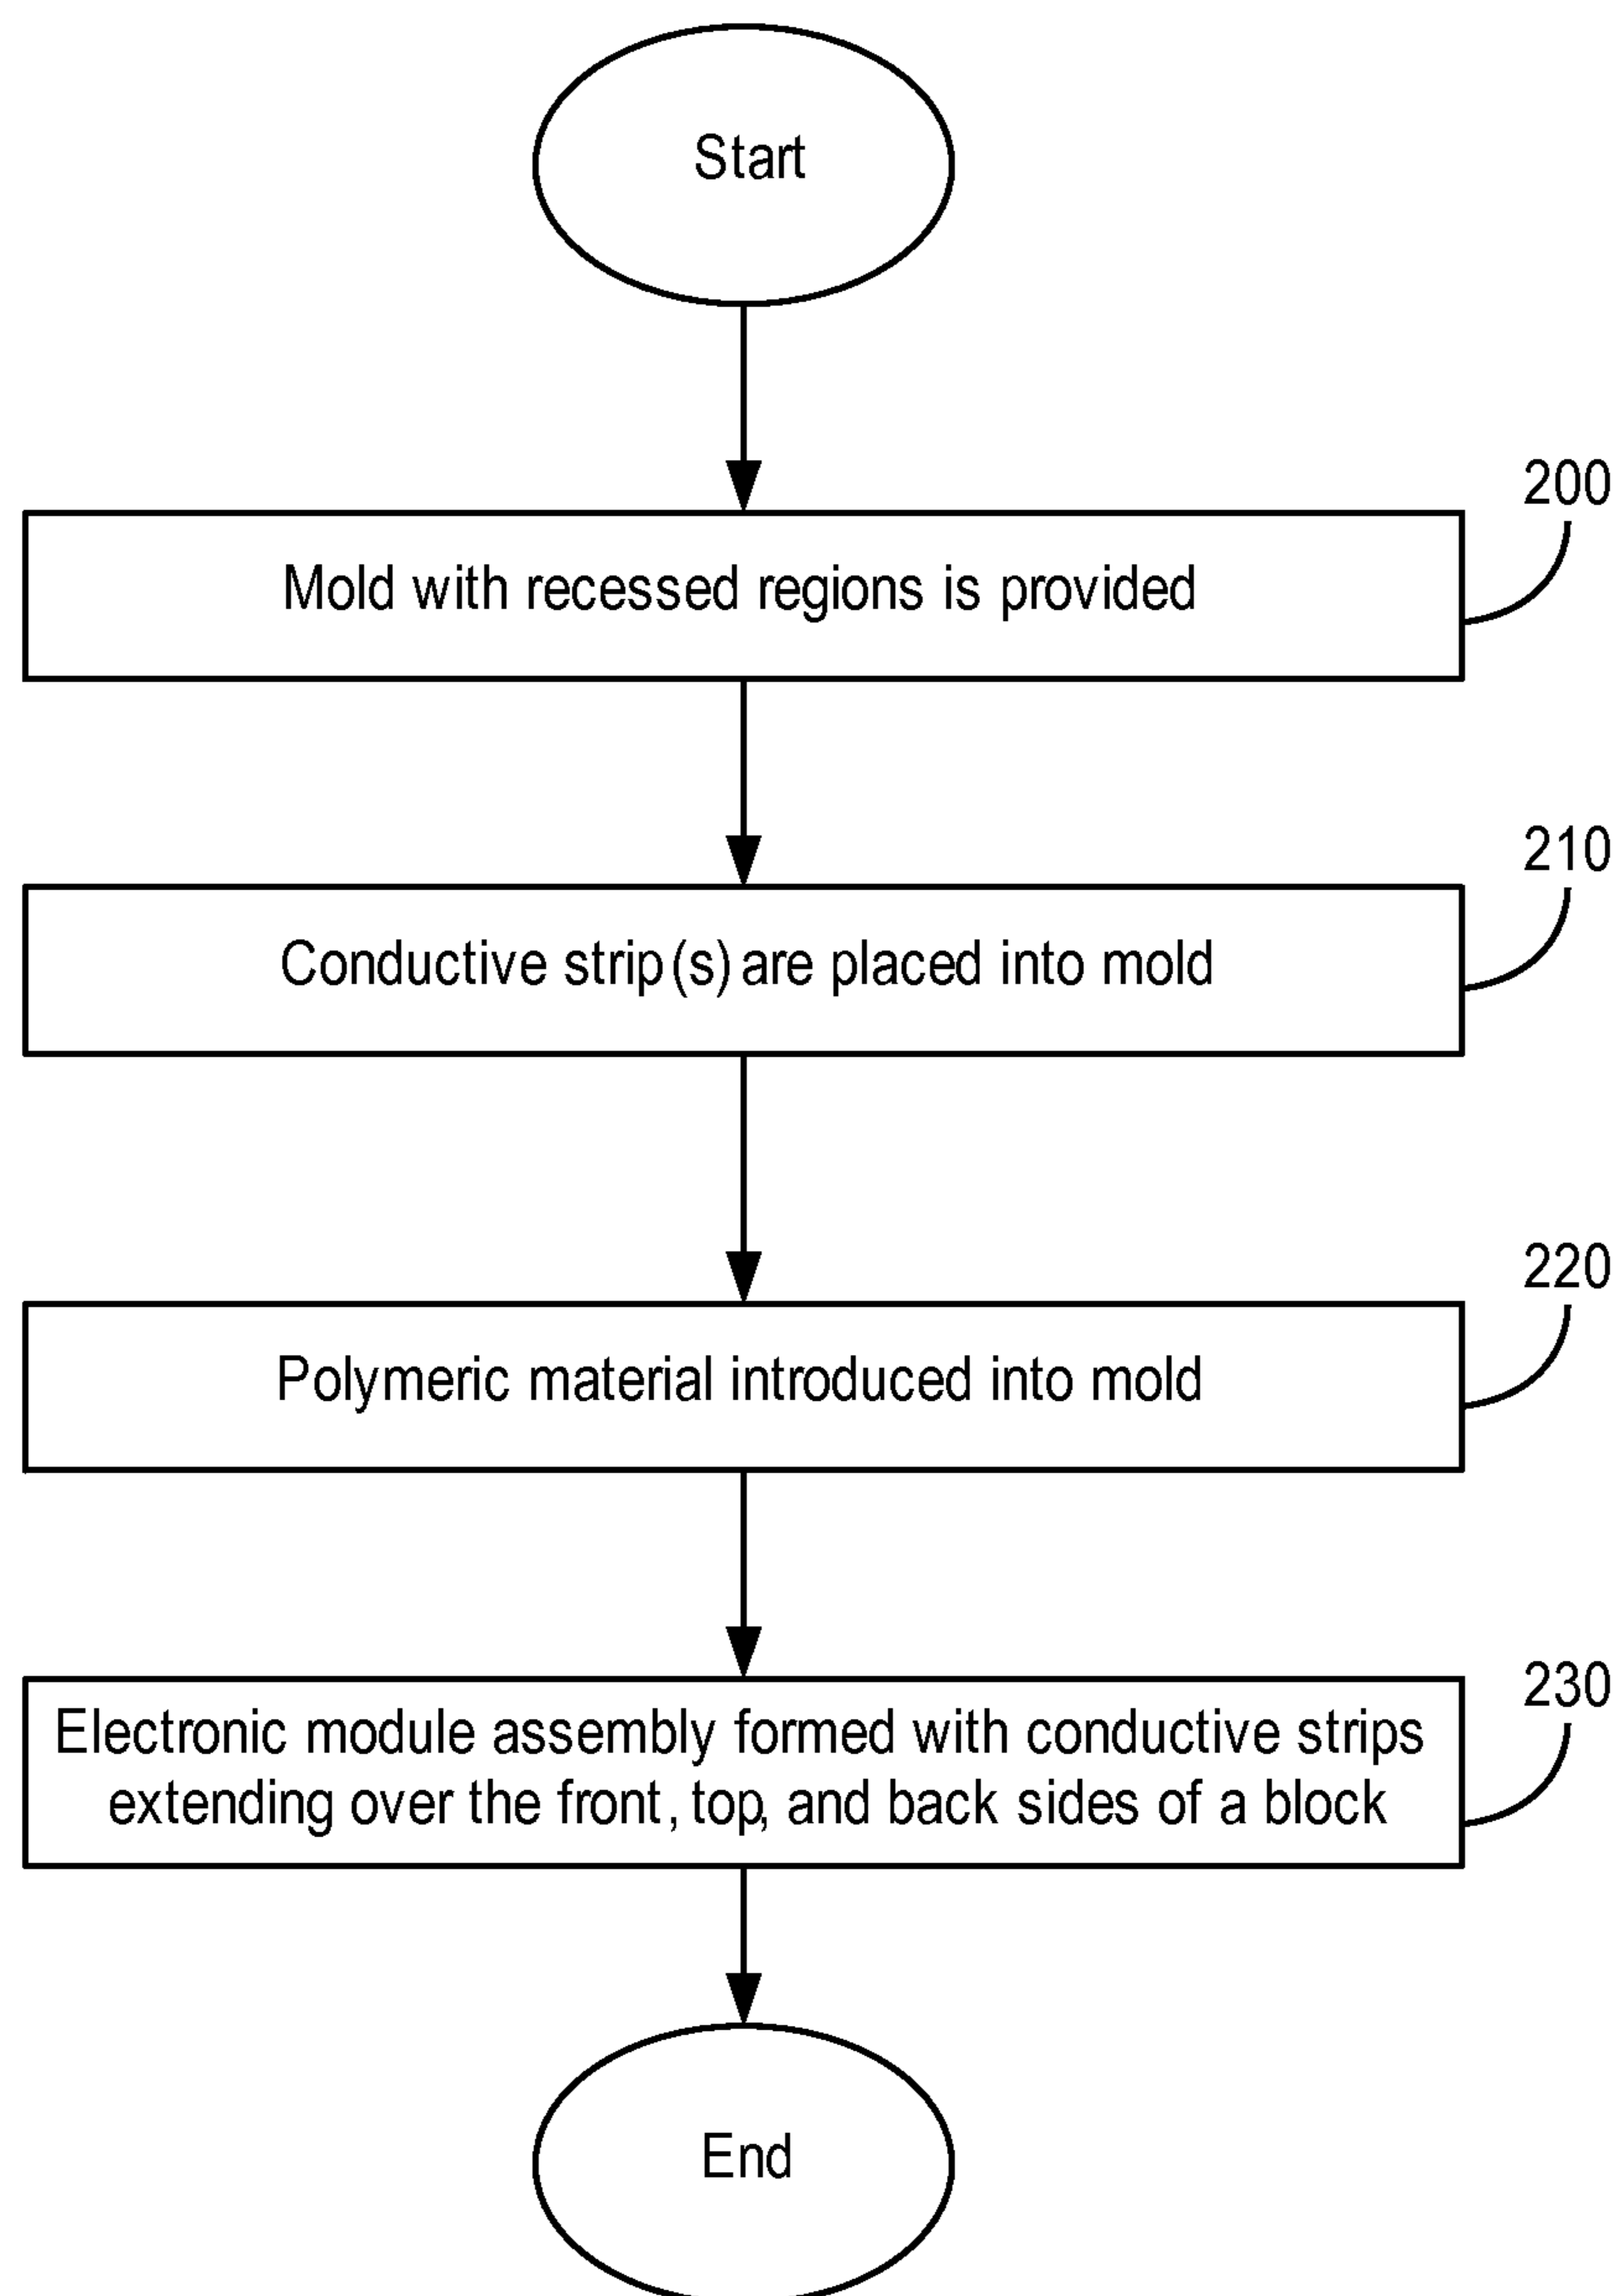 Start
200
Mold with recessed regions is provided
210
Conductive strip(s) are placed into mold
220
Polymeric material introduced into mold
230
Electronic module assembly formed with conductive strips
extending over the front, top, and back sides of a block
End